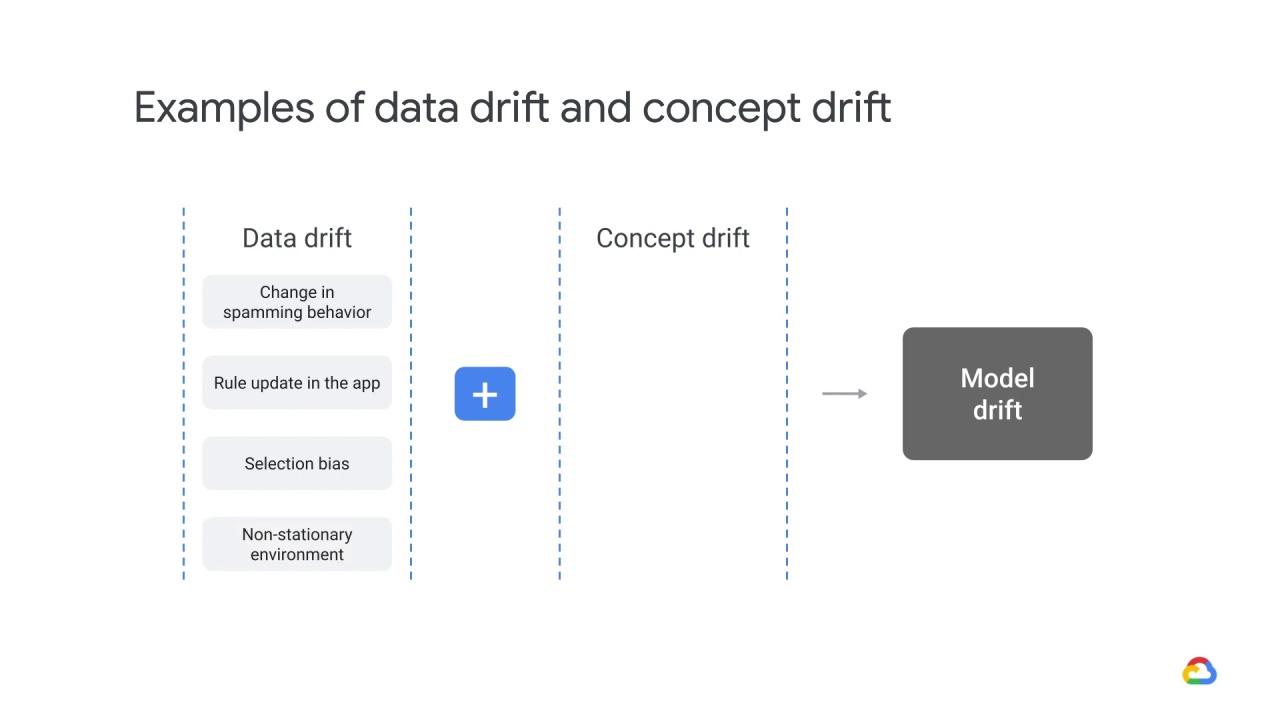 Examples of data drift and concept drift
Data drift
Change in
spamming behavior
Rule update in the app
Selection bias
Non-stationary
environment
+
Concept drift
Model
drift